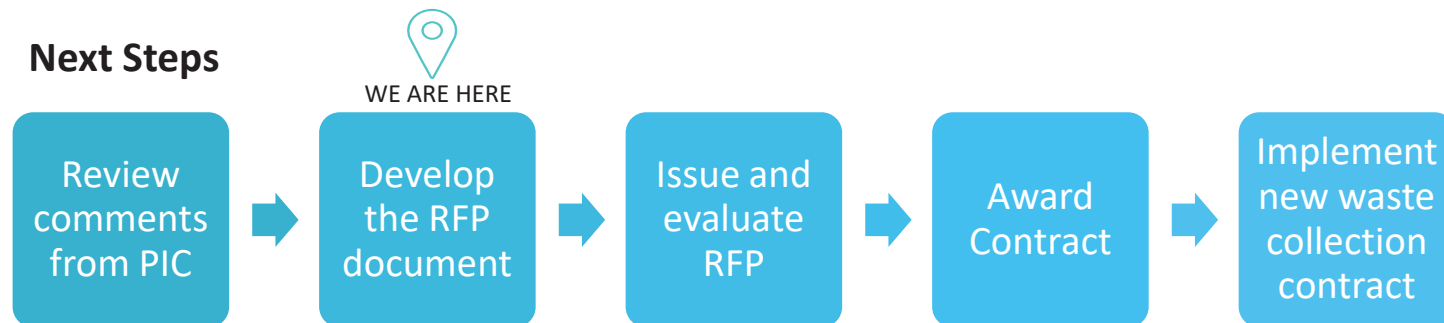 Next Steps
WE ARE HERE
Review
comments
from PIC
Develop
the RFP
document
Issue and
evaluate
RFP
Award
Contract
Implement
new waste
collection
contract